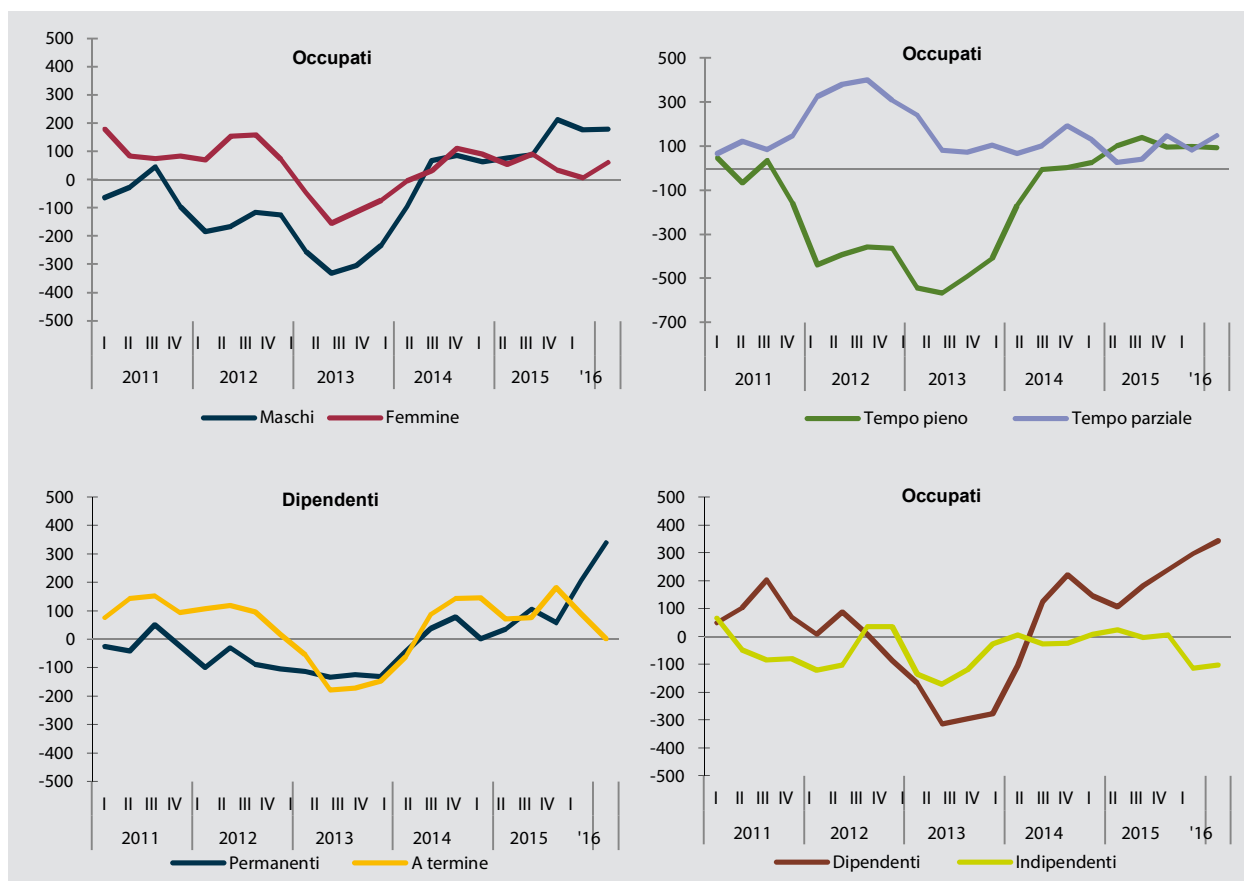 500
400
300
200
100
0
-100
-200
-300
-400
-500
Occupati
I II III IV I II III IV I II III IV I II III IV I II III IV I
2011 2012 2013 2014 2015 '16
Maschi Femmine
500
300
100
-100
-300
-500
-700
Occupati
I II III IV I II III IV I II III IV I II III IV I II III IV I
2011 2012 2013 2014 2015 '16
Tempo pieno Tempo parziale
500
400
300
200
100
0
-100
-200
-300
-400
-500
Dipendenti
I II III IV I II III IV I II III IV I II III IV I II III IV I
2011 2012 2013 2014 2015 '16
Permanenti A termine
500
400
300
200
100
0
-100
-200
-300
-400
-500
Occupati
I II III IV I II III IV I II III IV I II III IV I II III IV I
2011 2012 2013 2014 2015 '16
Dipendenti Indipendenti